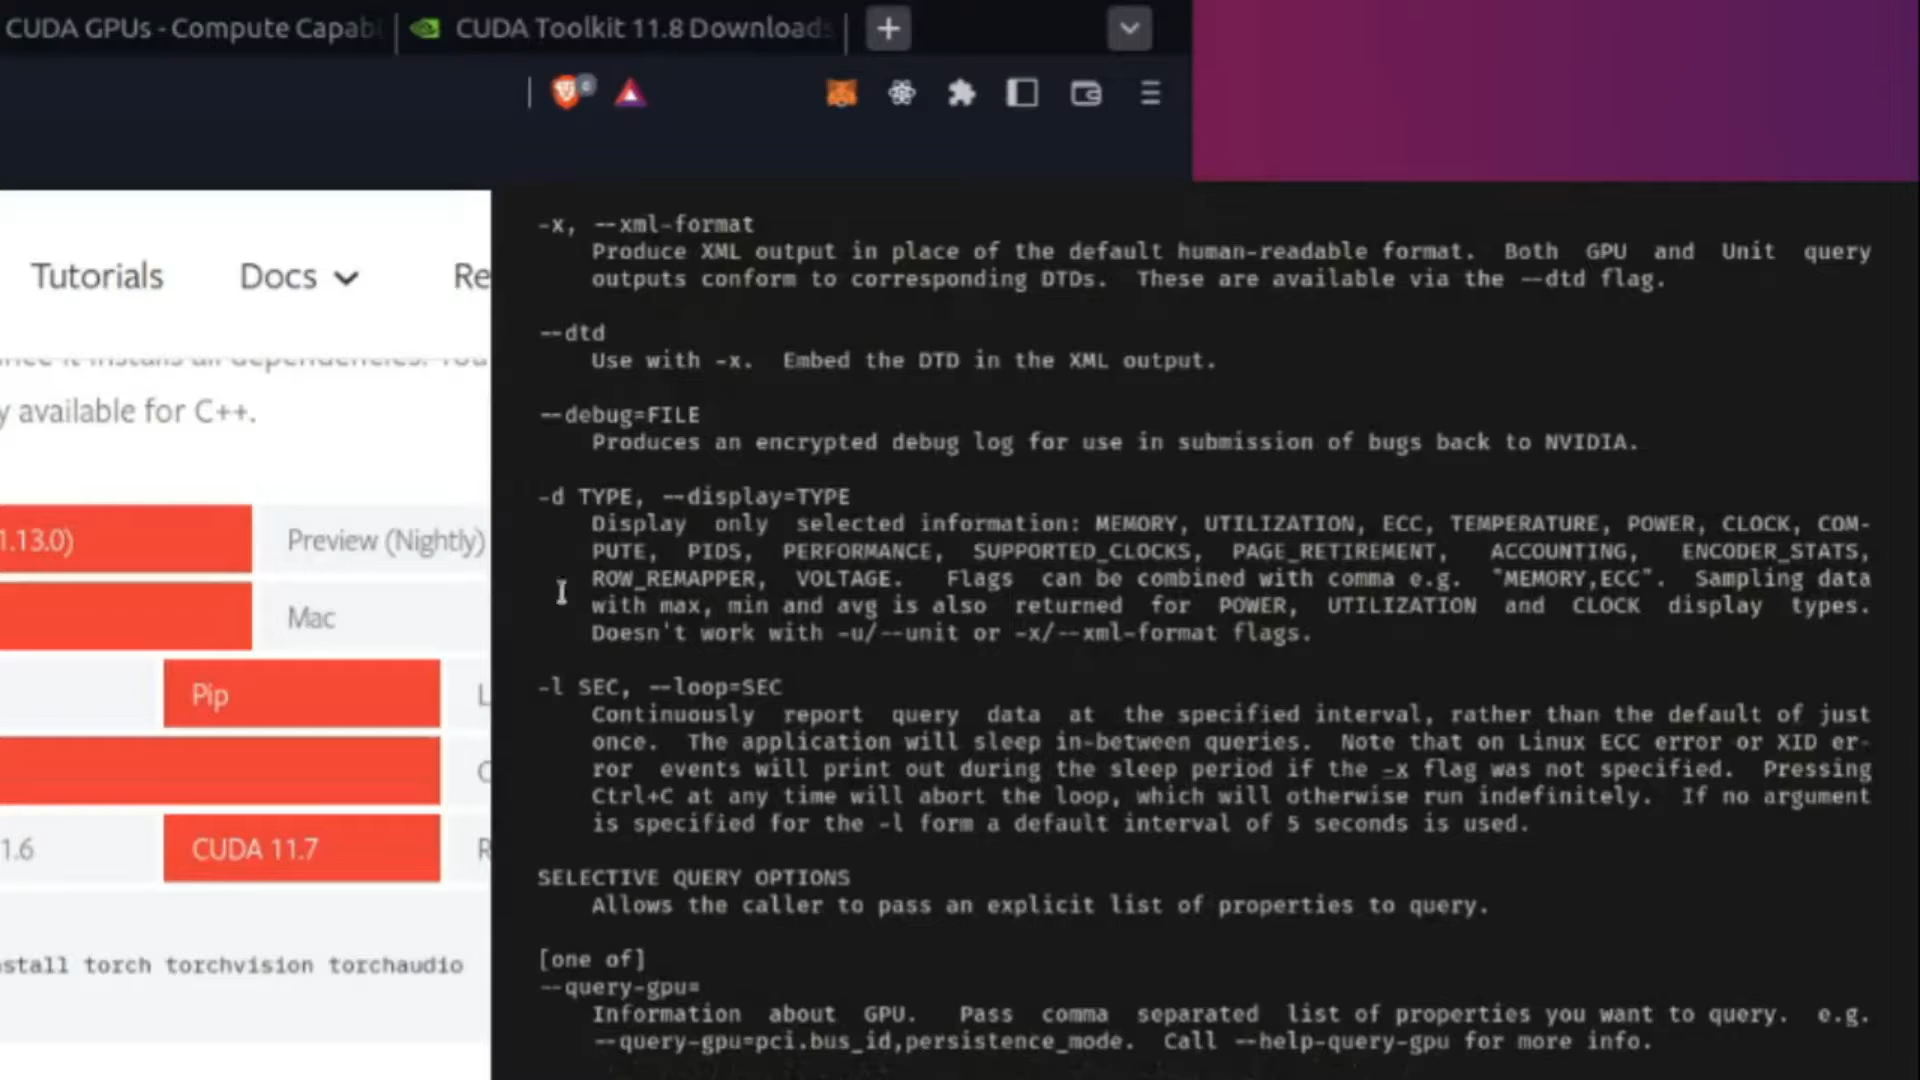 CUDA GPUs - Compute Capab
CUDA Toolkit 11.8 Downloads
Tutorials
Docs
Re
y available for C++.
1.13.0)
Preview (Nightly)
Mac
Pip
L
C
1.6
CUDA 11.7
R
nstall torch torchvision torchaudio
-x, --xml-format
Produce XML output in place of the default human-readable format. Both GPU and Unit query
outputs conform to corresponding DTDs. These are available via the --dtd flag.
--dtd
Use with -x. Embed the DTD in the XML output.
--debug=FILE
Produces an encrypted debug log for use in submission of bugs back to NVIDIA.
-d TYPE, --display=TYPE
Display only selected information: MEMORY, UTILIZATION, ECC, TEMPERATURE, POWER, CLOCK, COM-
PUTE, PIDS, PERFORMANCE, SUPPORTED_CLOCKS, PAGE_RETIREMENT, ACCOUNTING, ENCODER_STATS,
ROW_REMAPPER, VOLTAGE. Flags can be combined with comma e.g. "MEMORY,ECC". Sampling data
with max, min and avg is also returned for POWER, UTILIZATION and CLOCK display types.
Doesn't work with -u/--unit or -x/--xml-format flags.
-l SEC, --loop=SEC
Continuously report query data at the specified interval, rather than the default of just
once. The application will sleep in-between queries. Note that on Linux ECC error or XID er-
ror events will print out during the sleep period if the -x flag was not specified. Pressing
Ctrl+C at any time will abort the loop, which will otherwise run indefinitely. If no argument
is specified for the -l form a default interval of 5 seconds is used.
SELECTIVE QUERY OPTIONS
Allows the caller to pass an explicit list of properties to query.
[one of]
--query-gpu=
Information about GPU. Pass comma separated list of properties you want to query. e.g.
--query-gpu=pci.bus_id,persistence_mode. Call --help-query-gpu for more info.